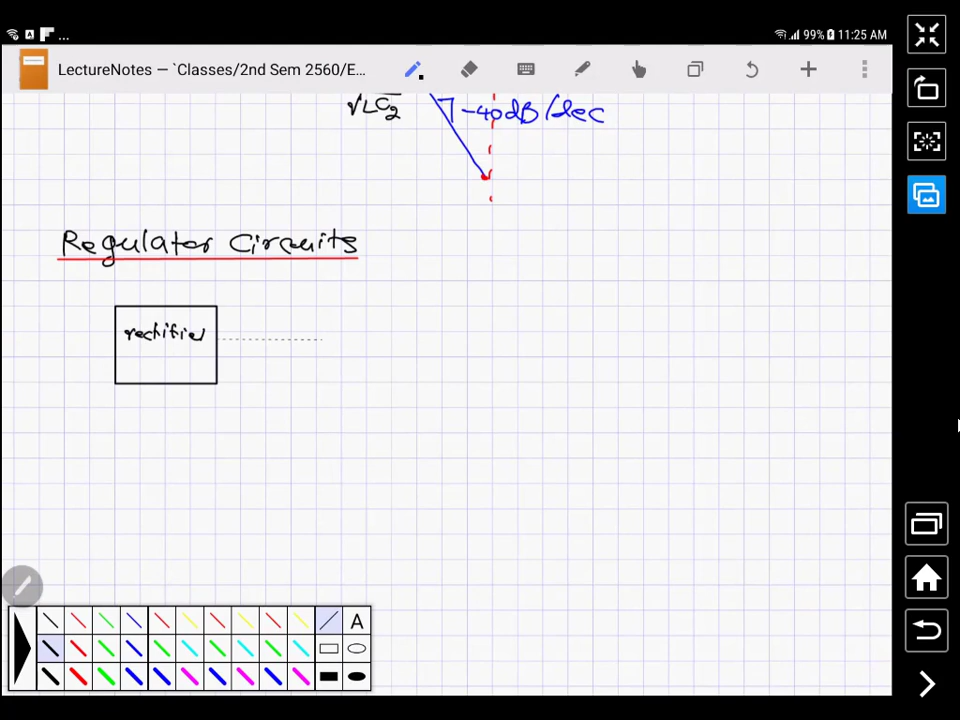 99% 11:25 AM
LectureNotes — `Classes/2nd Sem 2560/E...
√LC₂
-40dB/dec
Regulator Circuits
rectifier
A